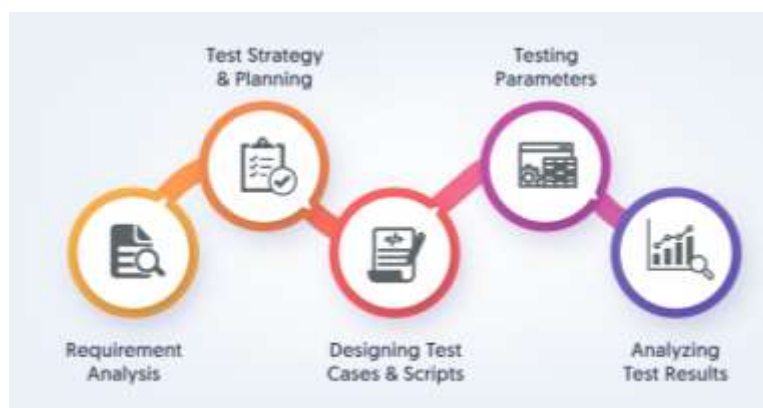 Test Strategy
& Planning
Testing
Parameters
Requirement
Analysis
Designing Test
Cases & Scripts
Analyzing
Test Results